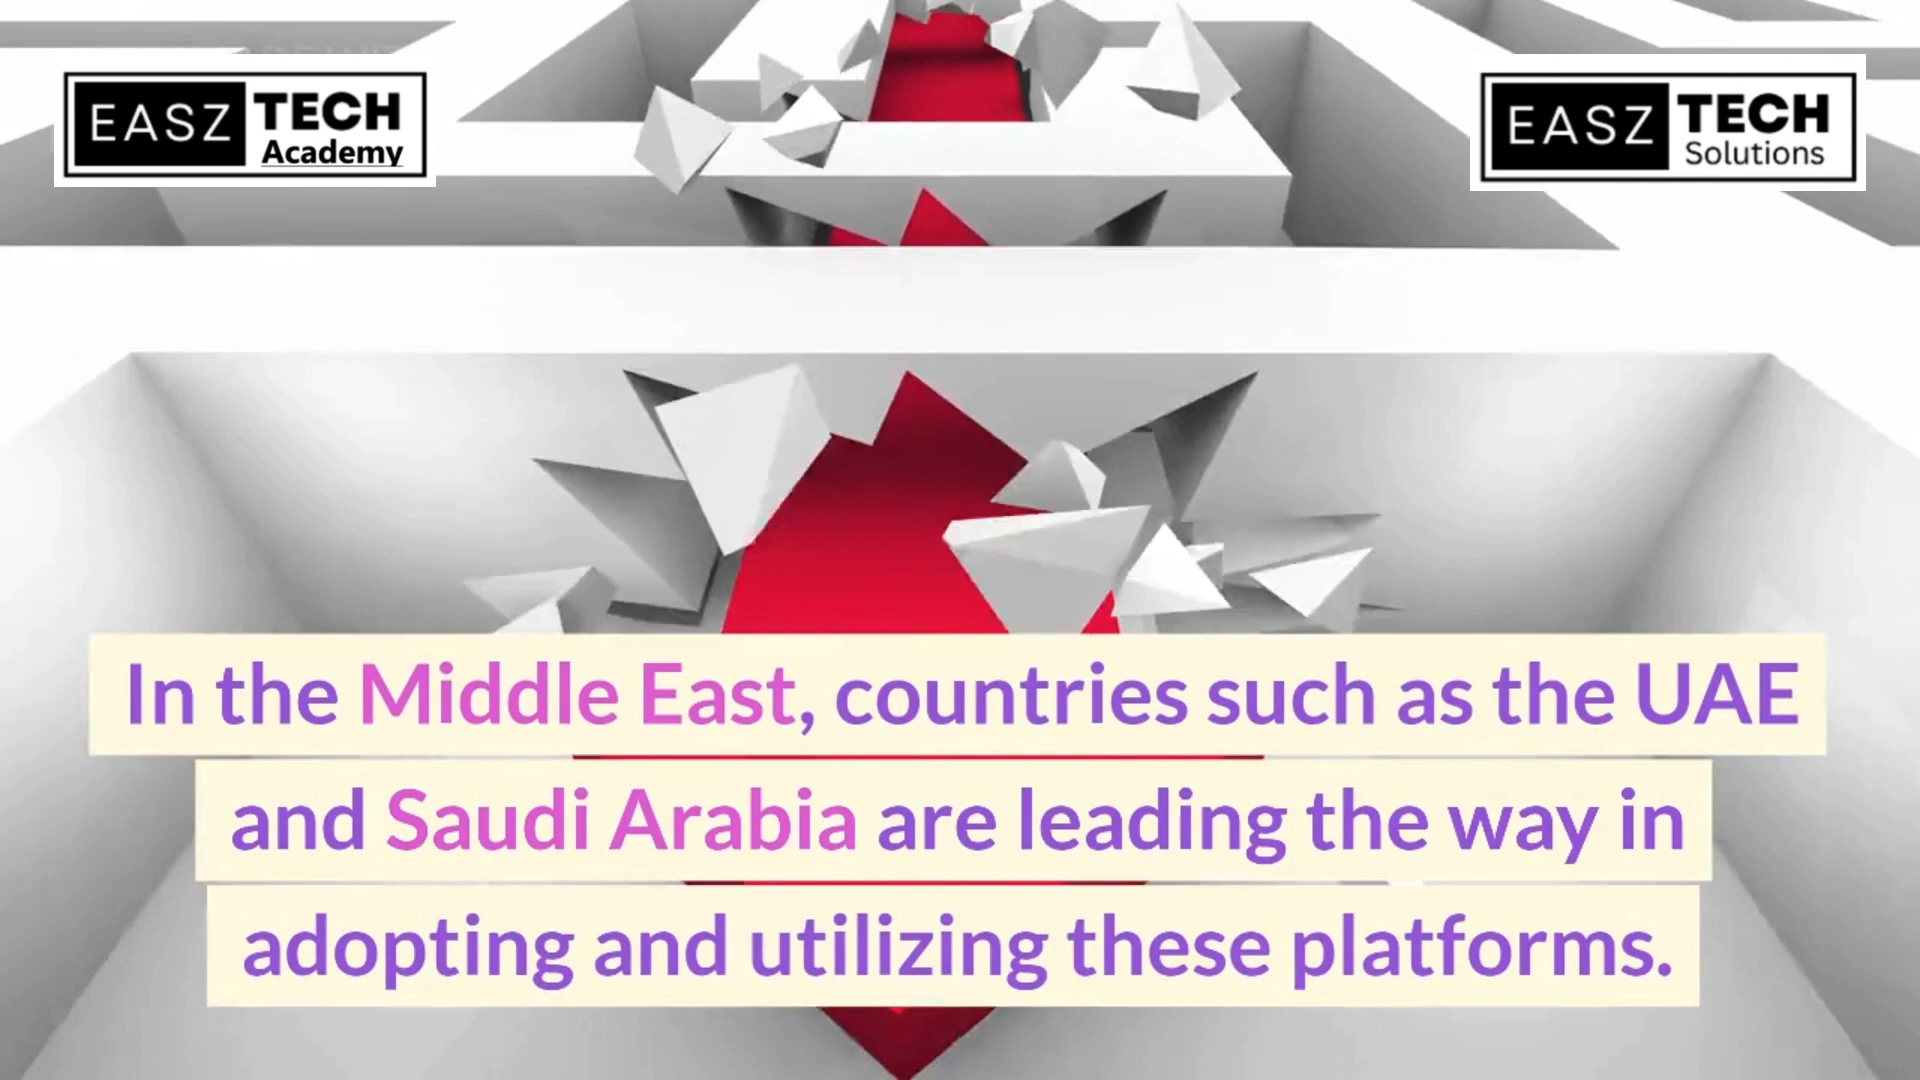 EASZ TECH
Academy
EASZ TECH
Solutions
In the Middle East, countries such as the UAE
and Saudi Arabia are leading the way in
adopting and utilizing these platforms.